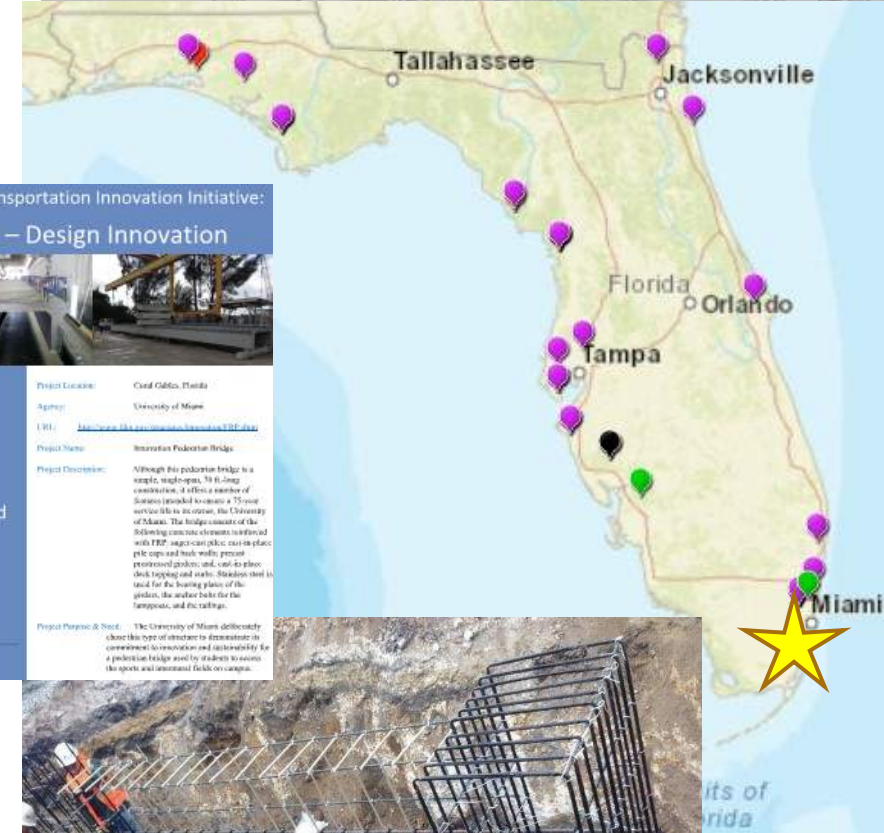 Tallahassee
Jacksonville
nsportation Innovation Initiative:
– Design Innovation
Florida
Orlando
Tampa
Project Location: Coral Gables, Florida
Agency: University of Miami
URL:
Project Name: Innovation Pedestrian Bridge
Project Description: Although this pedestrian bridge is a
simple, single-span, 70 ft.-long
construction, it offers a number of
features intended to ensure a 75-year
service life to its owner, the University
of Miami. The bridge consists of the
following concrete elements reinforced
with FRP: auger-cast piles; cast-in-place
pile caps and back walls; precast
prestressed girders; and, cast-in-place
deck topping and curbs. Stainless steel is
used for the bearing plates of the
girders, the anchor bolts for the
lampposts, and the railings.
Project Purpose & Need: The University of Miami deliberately
chose this type of structure to demonstrate its
commitment to innovation and sustainability for
a pedestrian bridge used by students to access
the sports and intramural fields on campus.
d
Miami
its of
rida